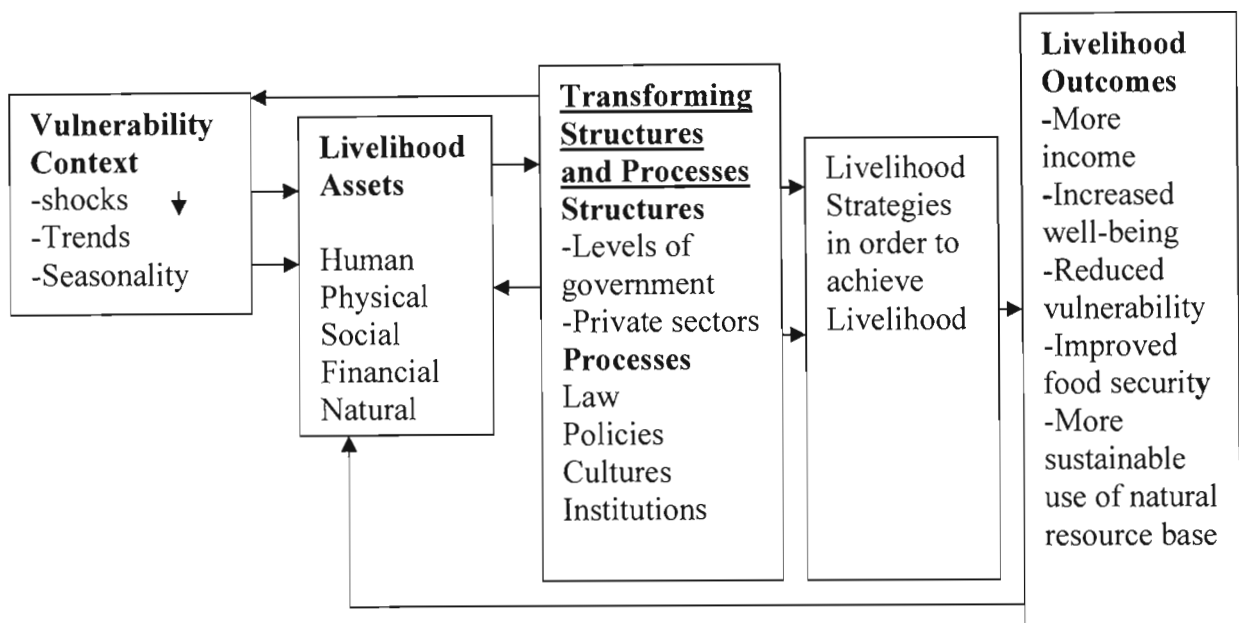 Vulnerability
Context
-shocks
-Trends
-Seasonality
Livelihood
Assets
Human
Physical
Social
Financial
Natural
Transforming
Structures
and Processes
Structures
-Levels of
government
-Private sectors
Processes
Law
Policies
Cultures
Institutions
Livelihood
Strategies
in order to
achieve
Livelihood
Livelihood
Outcomes
-More
income
-Increased
well-being
-Reduced
vulnerability
-Improved
food security
-More
sustainable
use of natural
resource base